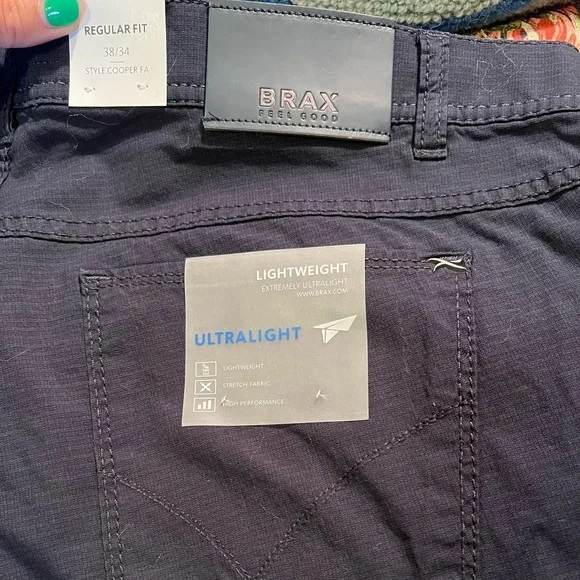 REGULAR FIT
38/34
STYLE.COOPER FA
BRAX
FEEL GOOD
LIGHTWEIGHT
EXTREMELY ULTRALIGHT
WWW.BRAX.COM
ULTRALIGHT
LIGHTWEIGHT
STRETCH FABRIC
HIGH PERFORMANCE